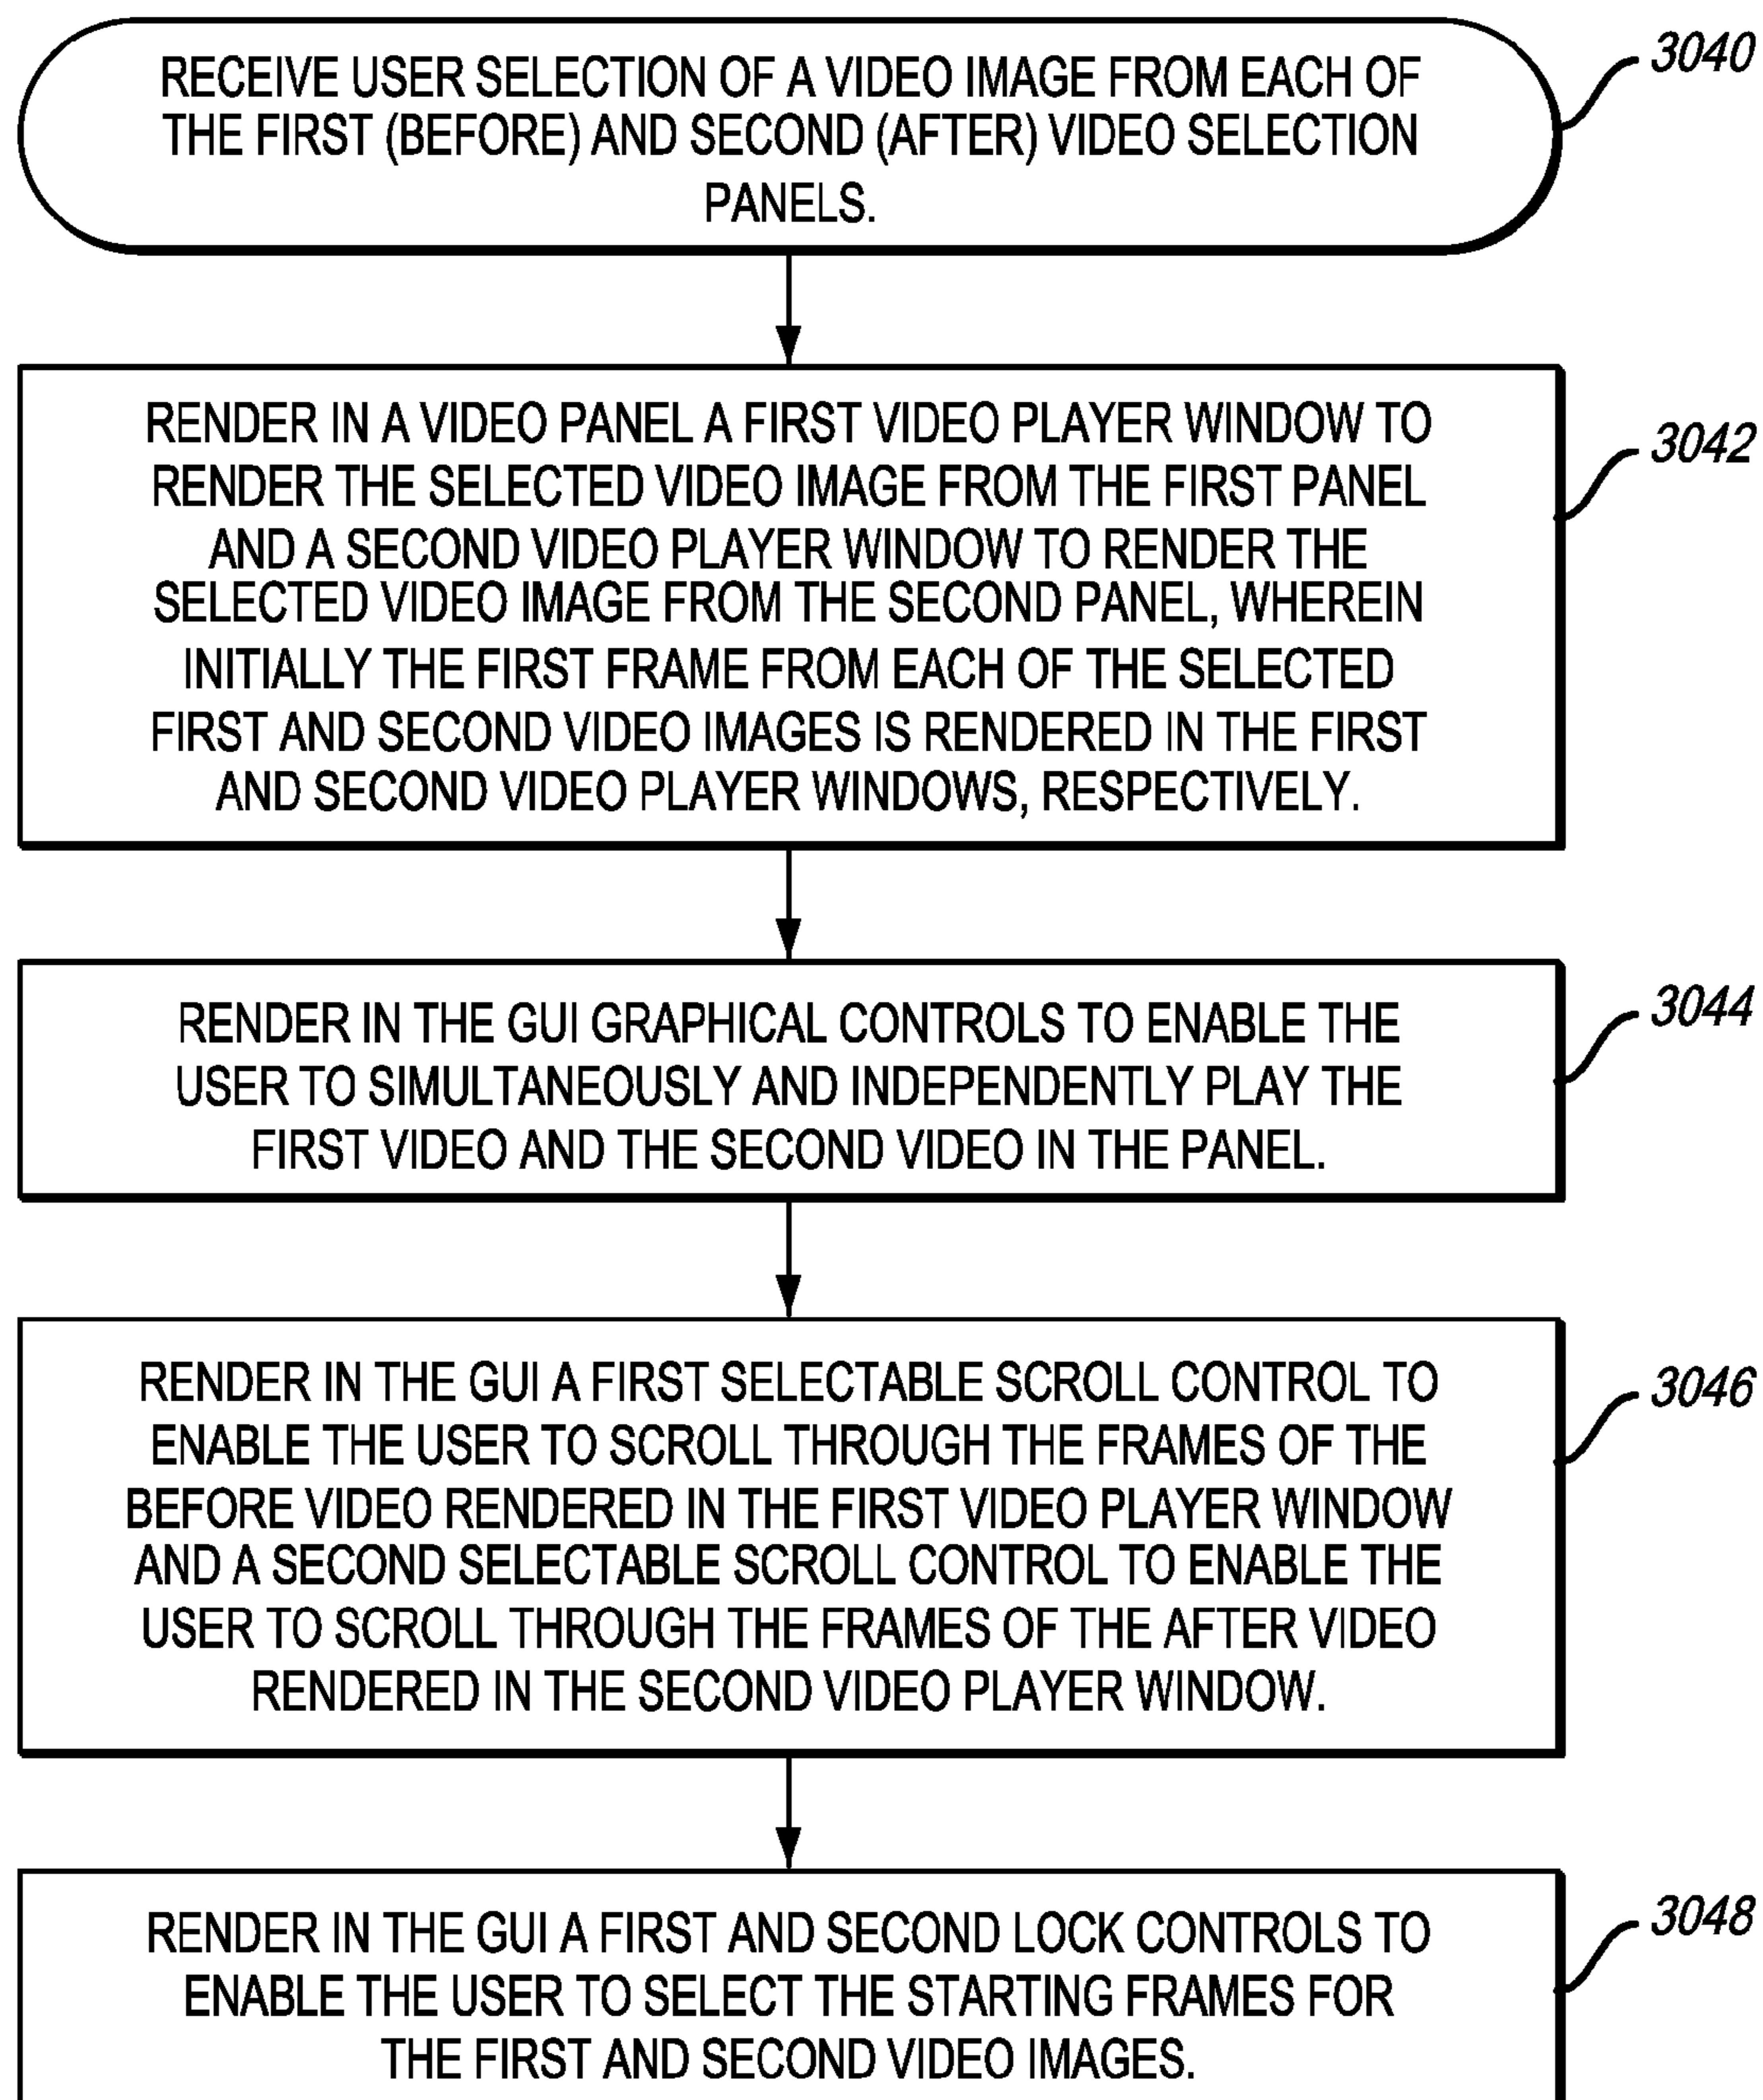 RECEIVE USER SELECTION OF A VIDEO IMAGE FROM EACH OF
THE FIRST (BEFORE) AND SECOND (AFTER) VIDEO SELECTION
PANELS.
3040
RENDER IN A VIDEO PANEL A FIRST VIDEO PLAYER WINDOW TO
RENDER THE SELECTED VIDEO IMAGE FROM THE FIRST PANEL
AND A SECOND VIDEO PLAYER WINDOW TO RENDER THE
SELECTED VIDEO IMAGE FROM THE SECOND PANEL, WHEREIN
INITIALLY THE FIRST FRAME FROM EACH OF THE SELECTED
FIRST AND SECOND VIDEO IMAGES IS RENDERED IN THE FIRST
AND SECOND VIDEO PLAYER WINDOWS, RESPECTIVELY.
3042
RENDER IN THE GUI GRAPHICAL CONTROLS TO ENABLE THE
USER TO SIMULTANEOUSLY AND INDEPENDENTLY PLAY THE
FIRST VIDEO AND THE SECOND VIDEO IN THE PANEL.
3044
RENDER IN THE GUI A FIRST SELECTABLE SCROLL CONTROL TO
ENABLE THE USER TO SCROLL THROUGH THE FRAMES OF THE
BEFORE VIDEO RENDERED IN THE FIRST VIDEO PLAYER WINDOW
AND A SECOND SELECTABLE SCROLL CONTROL TO ENABLE THE
USER TO SCROLL THROUGH THE FRAMES OF THE AFTER VIDEO
RENDERED IN THE SECOND VIDEO PLAYER WINDOW.
3046
RENDER IN THE GUI A FIRST AND SECOND LOCK CONTROLS TO
ENABLE THE USER TO SELECT THE STARTING FRAMES FOR
THE FIRST AND SECOND VIDEO IMAGES.
3048